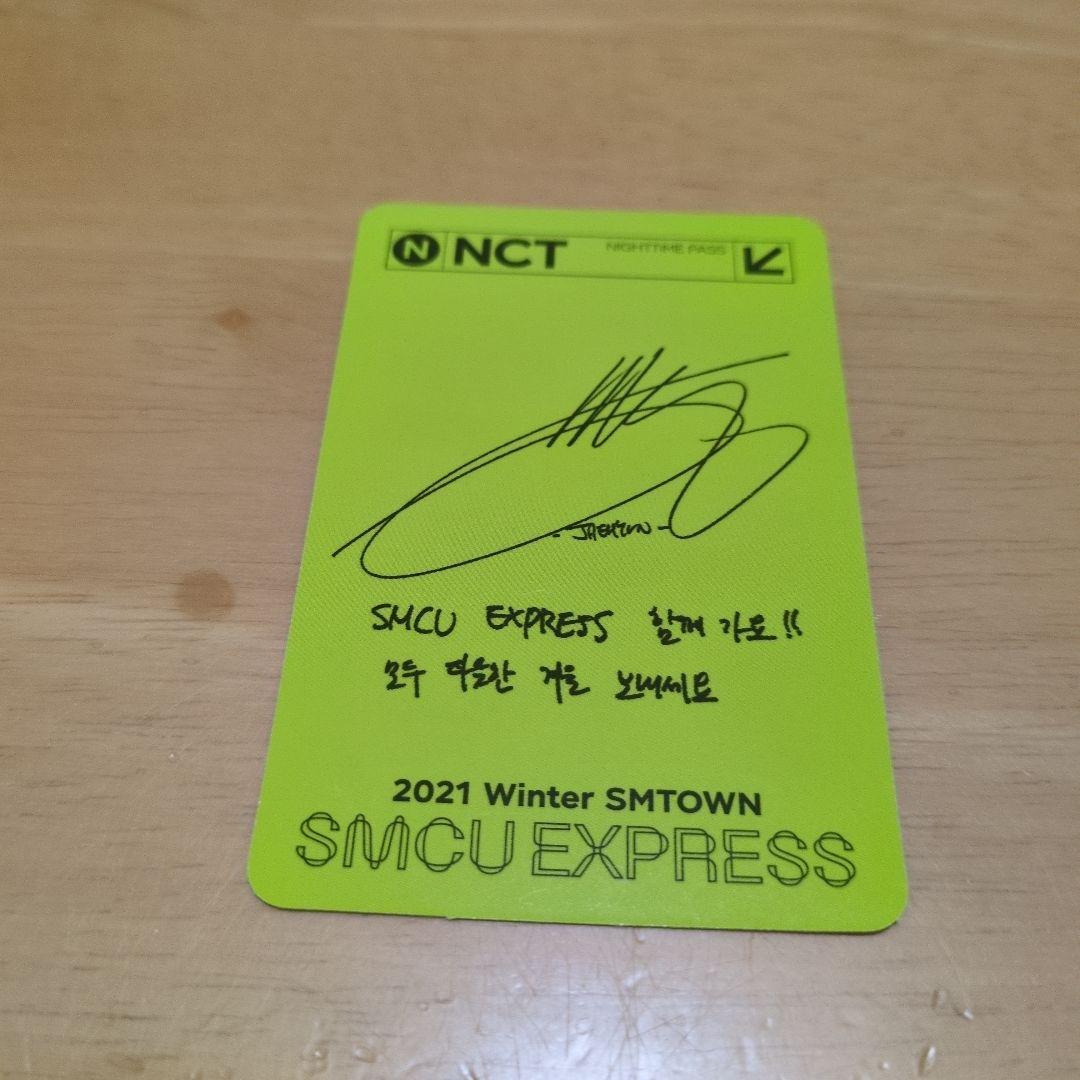 N NCT NIGHTTIME PASS
- JAEHYUN -
SMCU EXPRESS 함께 가요!!
모두 따뜻한 겨울 보내세요
2021 Winter SMTOWN
SMCU EXPRESS